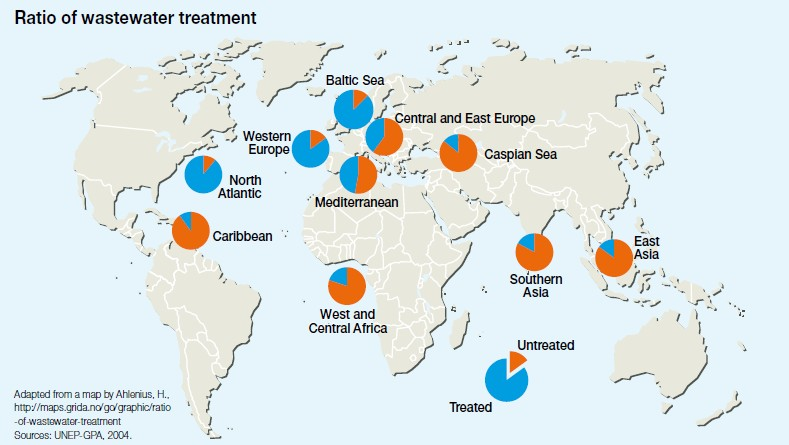 Ratio of wastewater treatment
Baltic Sea
Central and East Europe
Western
Europe
Caspian Sea
North
Atlantic
Mediterranean
Caribbean
East
Asia
Southern
Asia
West and
Central Africa
Untreated
Treated
Adapted from a map by Ahlenius, H.,
http://maps.grida.no/go/graphic/ratio
-of-wastewater-treatment
Sources: UNEP-GPA, 2004.